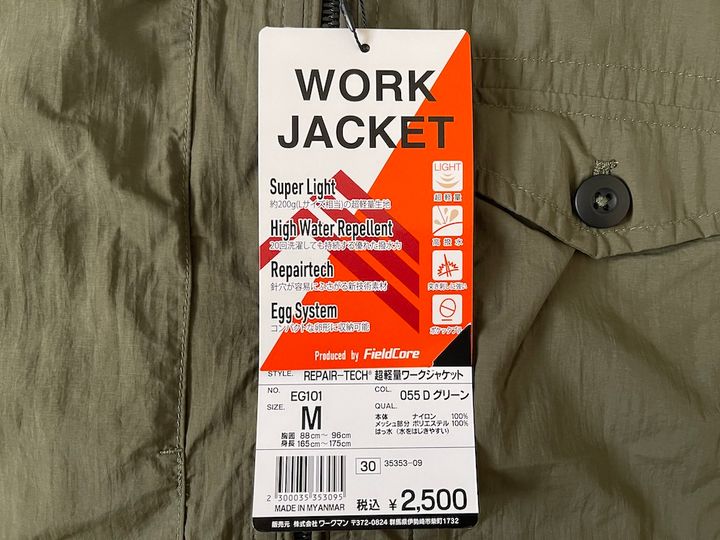 WORK
JACKET
Super Light
約200g(Lサイズ相当)の超軽量生地
High Water Repellent
20回洗濯しても持続する優れた撥水力
Repairtech
針穴が容易にふさがる新技術素材
Egg System
コンパクトな卵形に収納可能
LIGHT
超軽量
高撥水
突き刺しに強い
ポケッタブル
Produced by FieldCore
STYLE. REPAIR-TECH® 超軽量ワークジャケット
NO. EG101
COL. 055 D グリーン
SIZE. M
QUAL.
胸囲 88cm〜 96cm
身長 165cm〜175cm
本体 ナイロン 100%
メッシュ部分 ポリエステル 100%
はっ水 (水をはじきやすい)
30 35353-09
2 300035 353095
MADE IN MYANMAR
税込 ¥2,500
販売元 株式会社ワークマン 〒372-0824 群馬県伊勢崎市柴町1732